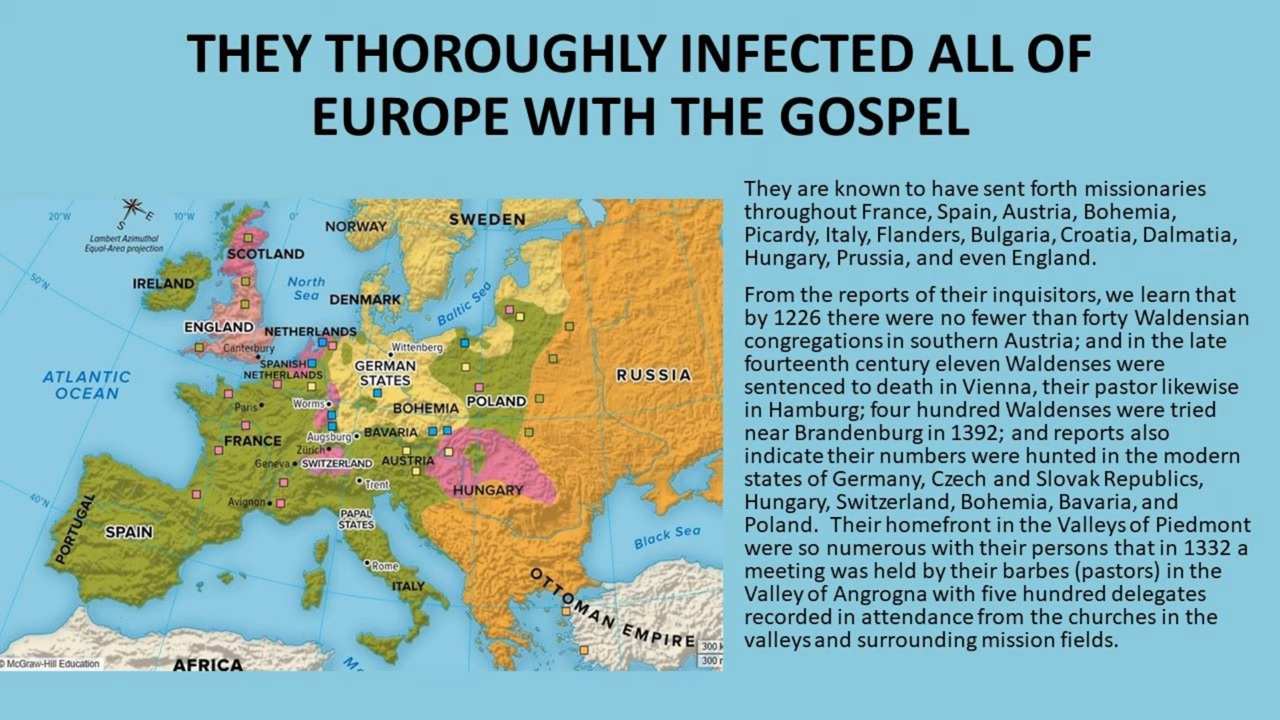 THEY THOROUGHLY INFECTED ALL OF
EUROPE WITH THE GOSPEL
They are known to have sent forth missionaries
throughout France, Spain, Austria, Bohemia,
Picardy, Italy, Flanders, Bulgaria, Croatia, Dalmatia,
Hungary, Prussia, and even England.
From the reports of their inquisitors, we learn that
by 1226 there were no fewer than forty Waldensian
congregations in southern Austria; and in the late
fourteenth century eleven Waldenses were
sentenced to death in Vienna, their pastor likewise
in Hamburg; four hundred Waldenses were tried
near Brandenburg in 1392; and reports also
indicate their numbers were hunted in the modern
states of Germany, Czech and Slovak Republics,
Hungary, Switzerland, Bohemia, Bavaria, and
Poland. Their homefront in the Valleys of Piedmont
were so numerous with their persons that in 1332 a
meeting was held by their barbes (pastors) in the
Valley of Angrogna with five hundred delegates
recorded in attendance from the churches in the
valleys and surrounding mission fields.
20°W
10°W
0°
E
S
Lambert Azimuthal
Equal-Area projection
50°N
40°N
NORWAY
SWEDEN
SCOTLAND
IRELAND
North
Sea
DENMARK
Baltic Sea
ENGLAND
NETHERLANDS
Canterbury
Wittenberg
SPANISH
NETHERLANDS
GERMAN
STATES
RUSSIA
ATLANTIC
OCEAN
Paris
Worms
BOHEMIA
POLAND
Augsburg
BAVARIA
FRANCE
Zürich
Geneva
SWITZERLAND
AUSTRIA
Trent
HUNGARY
Avignon
PAPAL
STATES
PORTUGAL
SPAIN
Black Sea
Rome
ITALY
OTTOMAN EMPIRE
AFRICA
300
300
© McGraw-Hill Education